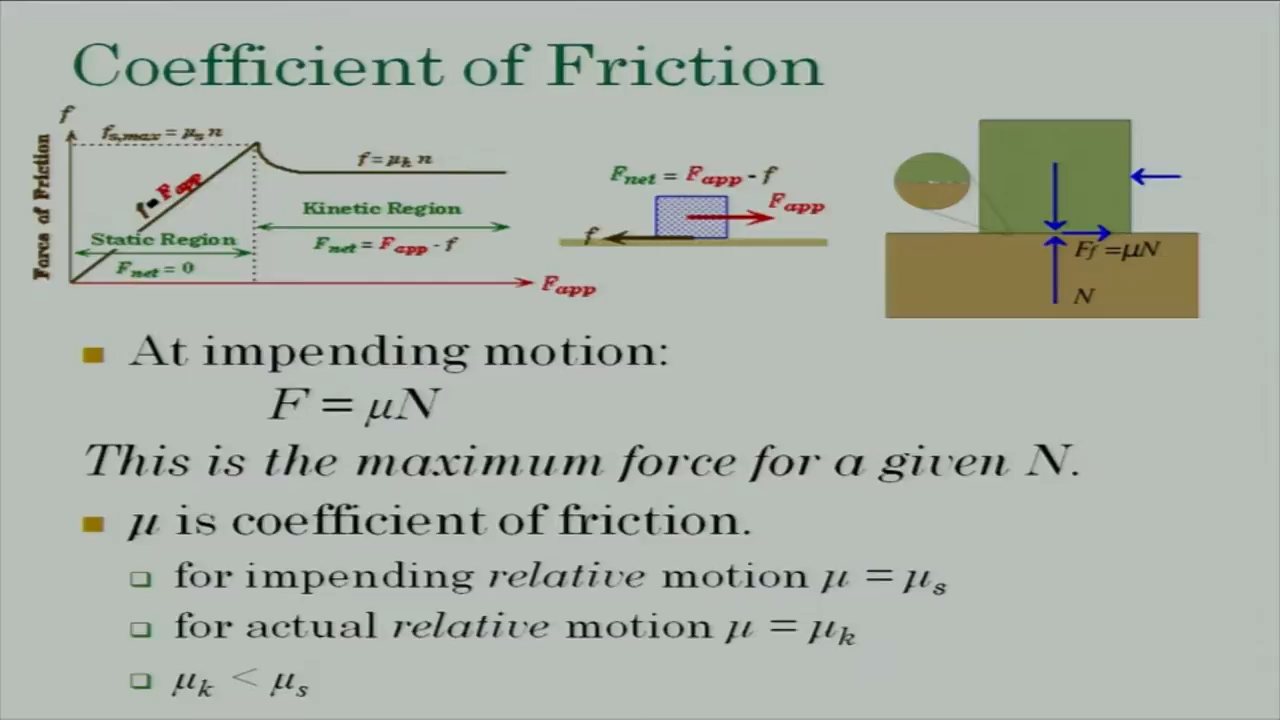 Coefficient of Friction
f
Force of Friction
fs,max = μs n
f = Fapp
f = μk n
Static Region
Fnet = 0
Kinetic Region
Fnet = Fapp - f
Fapp
Fnet = Fapp - f
Fapp
f
Ff =μN
N
At impending motion:
F = μN
This is the maximum force for a given N.
μ is coefficient of friction.
for impending relative motion μ = μs
for actual relative motion μ = μk
μk < μs